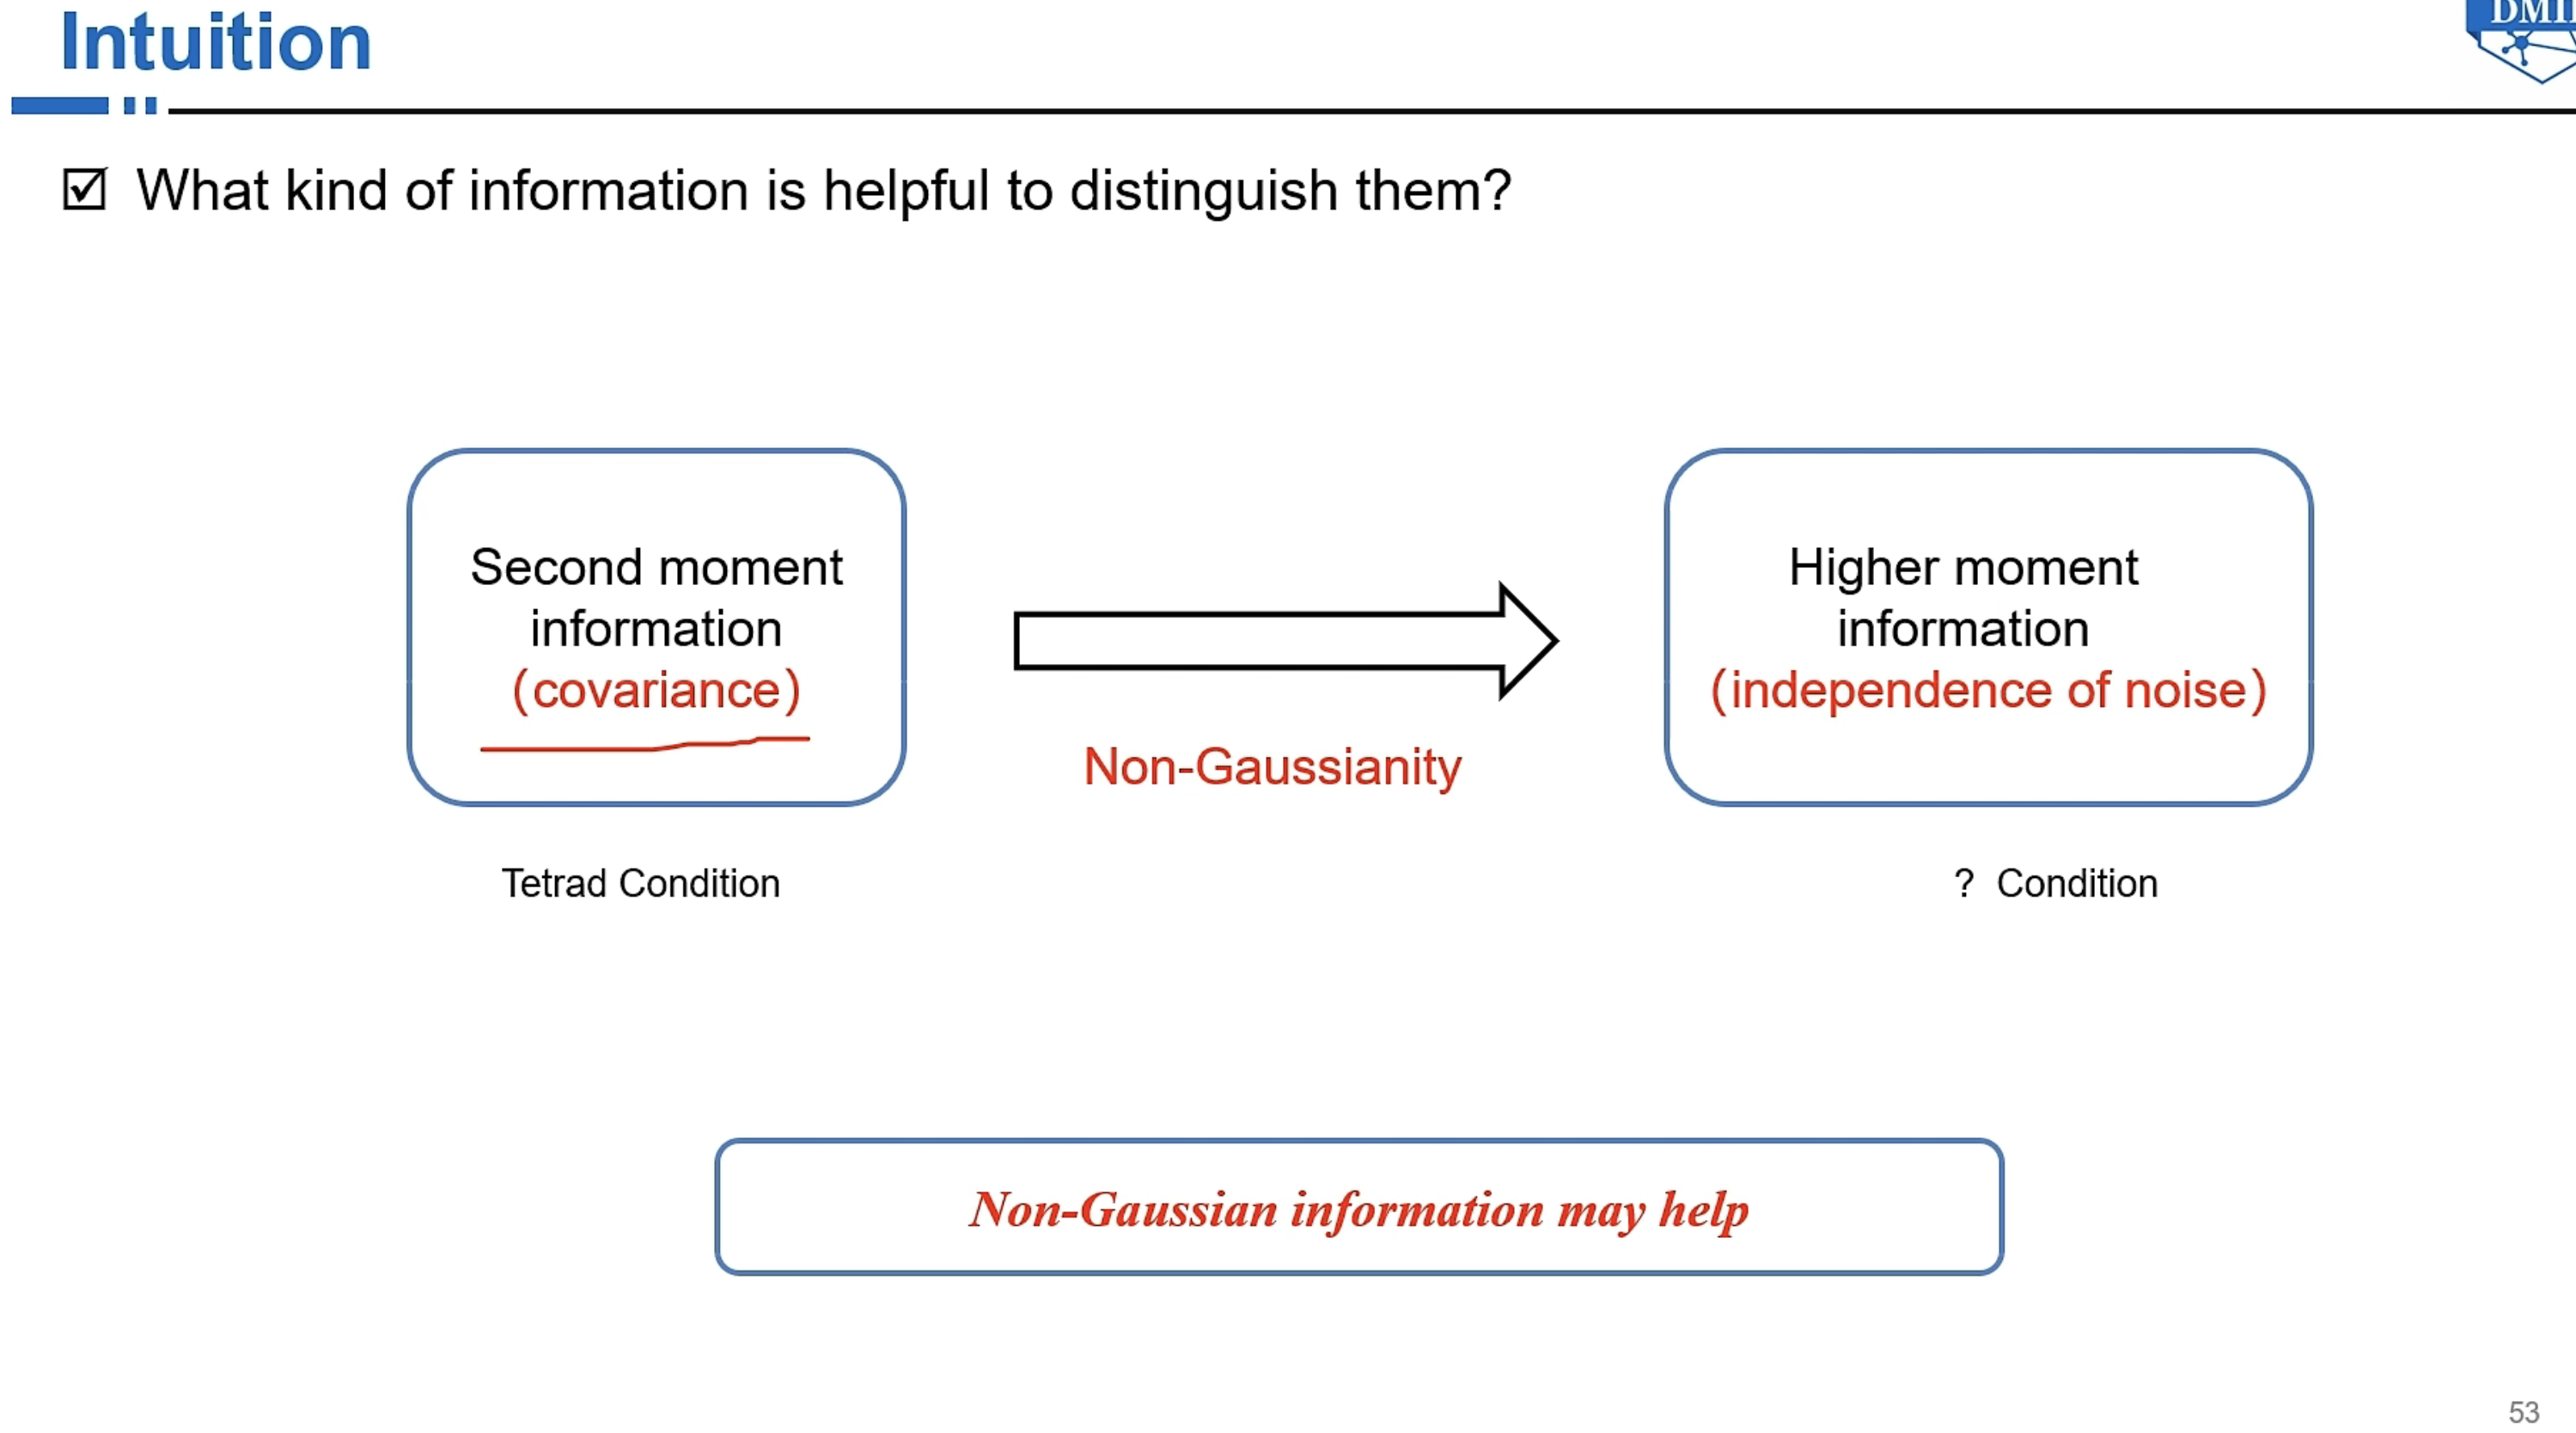 Intuition
☑ What kind of information is helpful to distinguish them?
Second moment
information
(covariance)
Non-Gaussianity
Higher moment
information
(independence of noise)
Tetrad Condition
? Condition
Non-Gaussian information may help
53